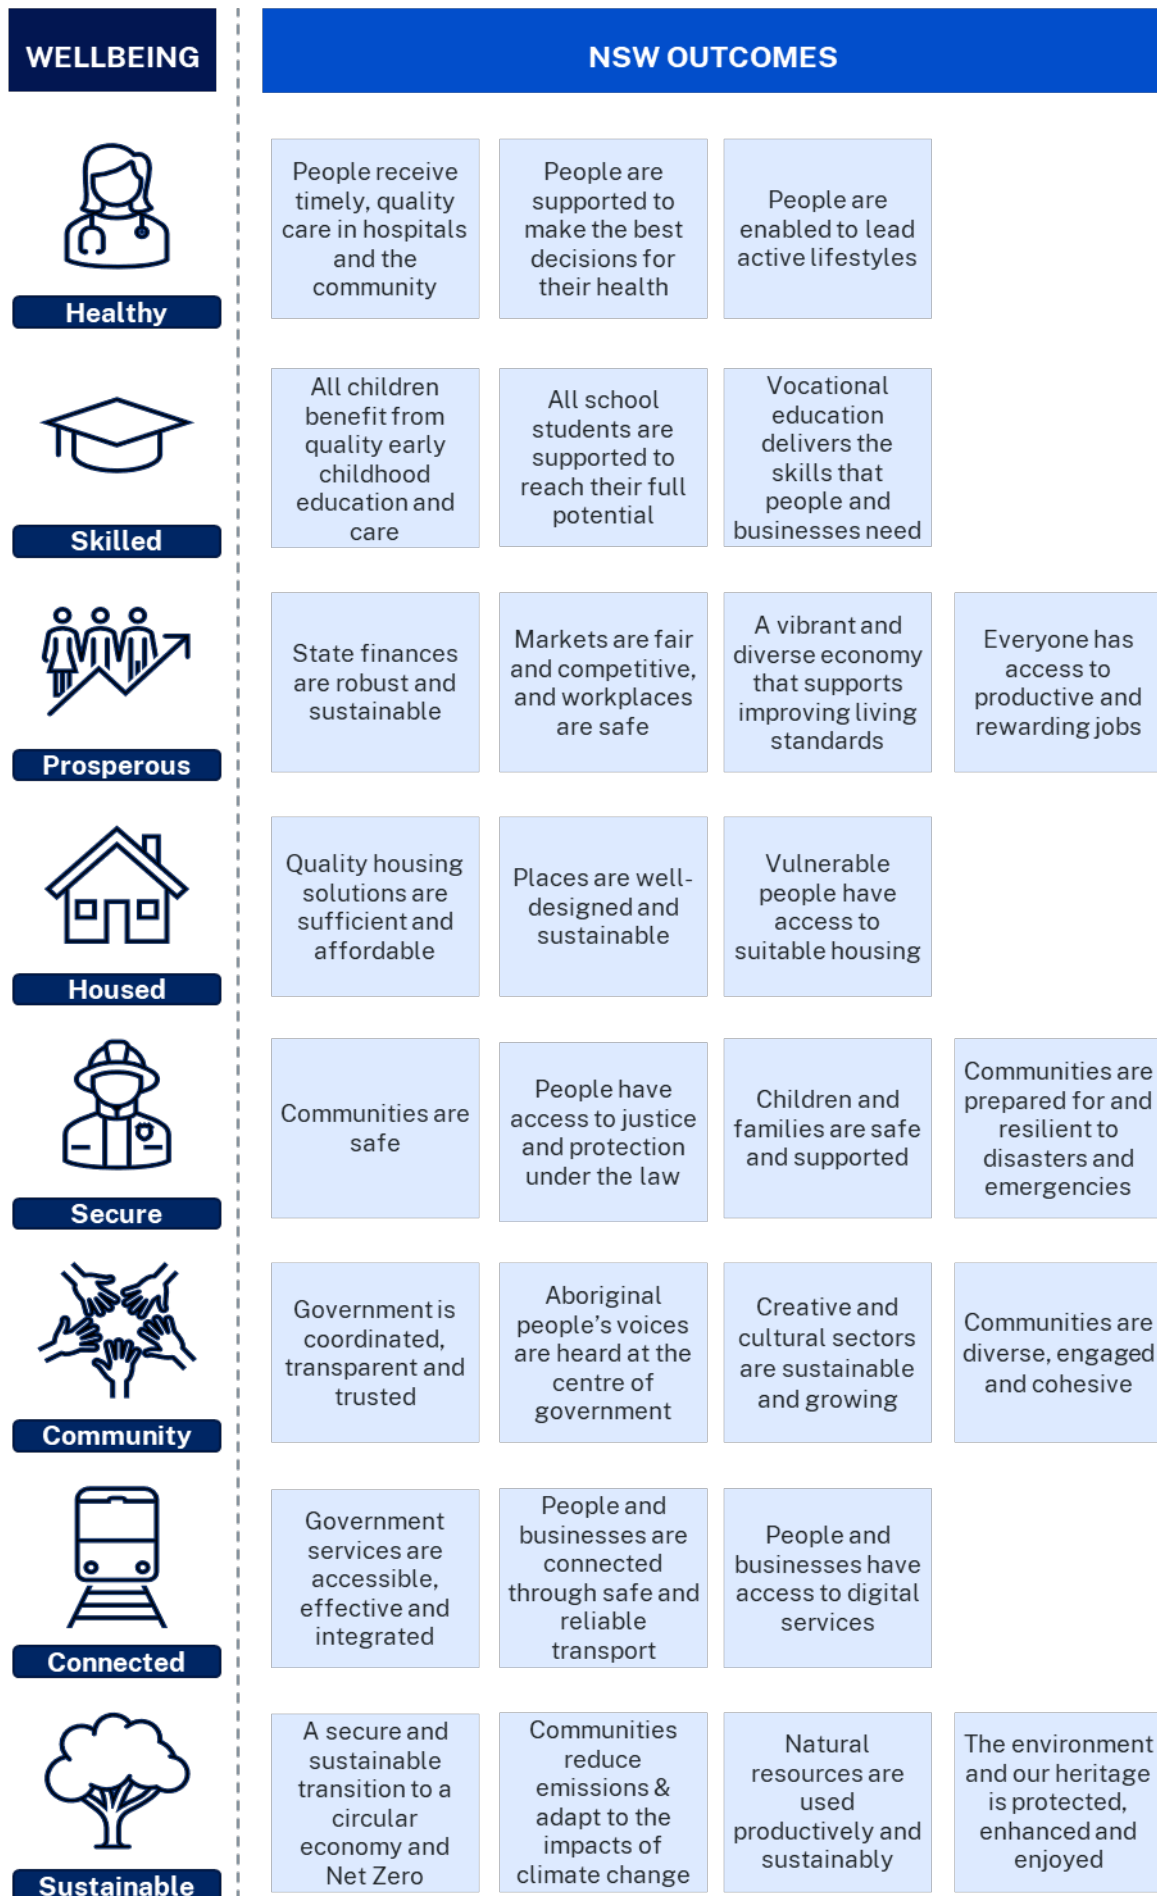 WELLBEING
NSW OUTCOMES
Healthy
People receive
timely, quality
care in hospitals
and the
community
People are
supported to
make the best
decisions for
their health
People are
enabled to lead
active lifestyles
Skilled
All children
benefit from
quality early
childhood
education and
care
All school
students are
supported to
reach their full
potential
Vocational
education
delivers the
skills that
people and
businesses need
Prosperous
State finances
are robust and
sustainable
Markets are fair
and competitive,
and workplaces
are safe
A vibrant and
diverse economy
that supports
improving living
standards
Everyone has
access to
productive and
rewarding jobs
Housed
Quality housing
solutions are
sufficient and
affordable
Places are well-
designed and
sustainable
Vulnerable
people have
access to
suitable housing
Secure
Communities are
safe
People have
access to justice
and protection
under the law
Children and
families are safe
and supported
Communities are
prepared for and
resilient to
disasters and
emergencies
Community
Government is
coordinated,
transparent and
trusted
Aboriginal
people’s voices
are heard at the
centre of
government
Creative and
cultural sectors
are sustainable
and growing
Communities are
diverse, engaged
and cohesive
Connected
Government
services are
accessible,
effective and
integrated
People and
businesses are
connected
through safe and
reliable
transport
People and
businesses have
access to digital
services
Sustainable
A secure and
sustainable
transition to a
circular
economy and
Net Zero
Communities
reduce
emissions &
adapt to the
impacts of
climate change
Natural
resources are
used
productively and
sustainably
The environment
and our heritage
is protected,
enhanced and
enjoyed